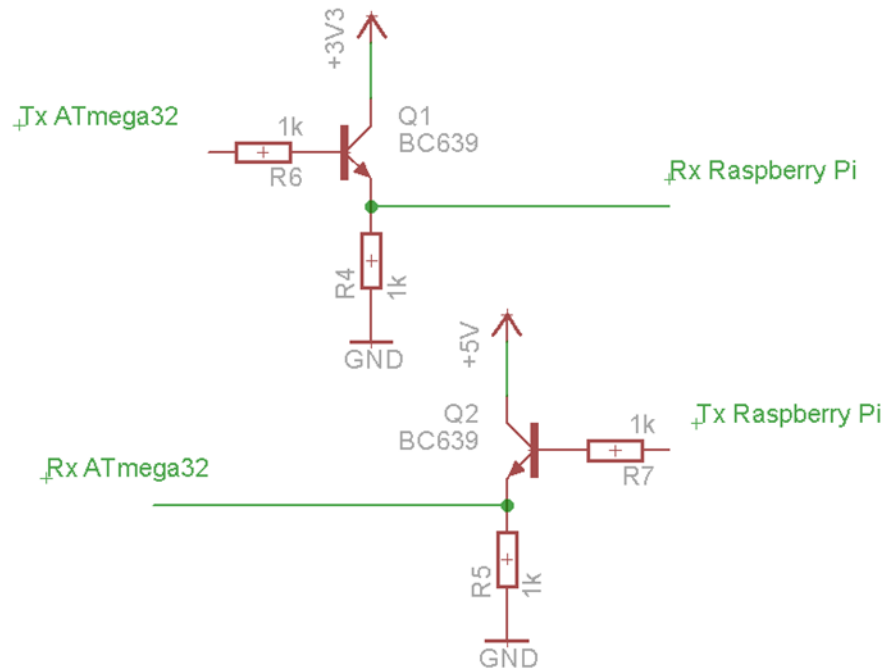 +3V3
Tx ATmega32
1k
Q1
BC639
R6
Rx Raspberry Pi
R4
1k
GND
+5V
Q2
BC639
1k
Tx Raspberry Pi
R7
Rx ATmega32
R5
1k
GND